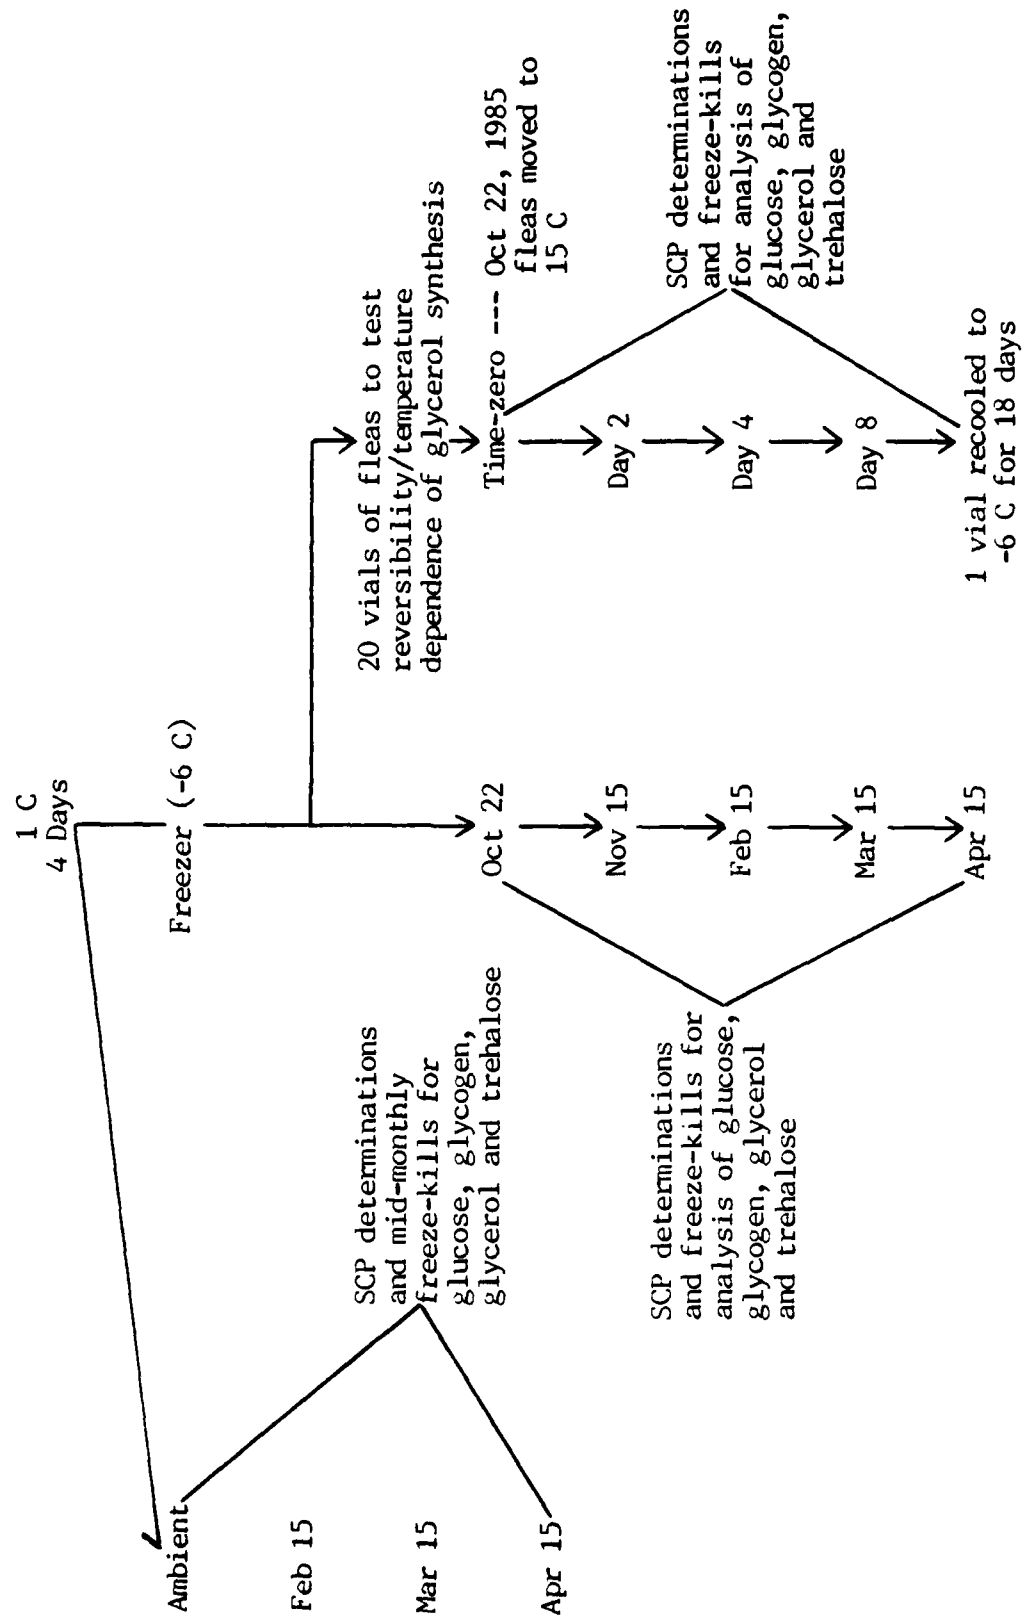 1 C
4 Days
Freezer (-6 C)
Ambient
Feb 15
Mar 15
Apr 15
SCP determinations
and mid-monthly
freeze-kills for
glucose, glycogen,
glycerol and trehalose
Oct 22
Nov 15
Feb 15
Mar 15
Apr 15
SCP determinations
and freeze-kills for
analysis of glucose,
glycogen, glycerol
and trehalose
20 vials of fleas to test
reversibility/temperature
dependence of glycerol synthesis
Time-zero --- Oct 22, 1985
fleas moved to
15 C
Day 2
Day 4
Day 8
1 vial recooled to
-6 C for 18 days
SCP determinations
and freeze-kills
for analysis of
glucose, glycogen,
glycerol and
trehalose